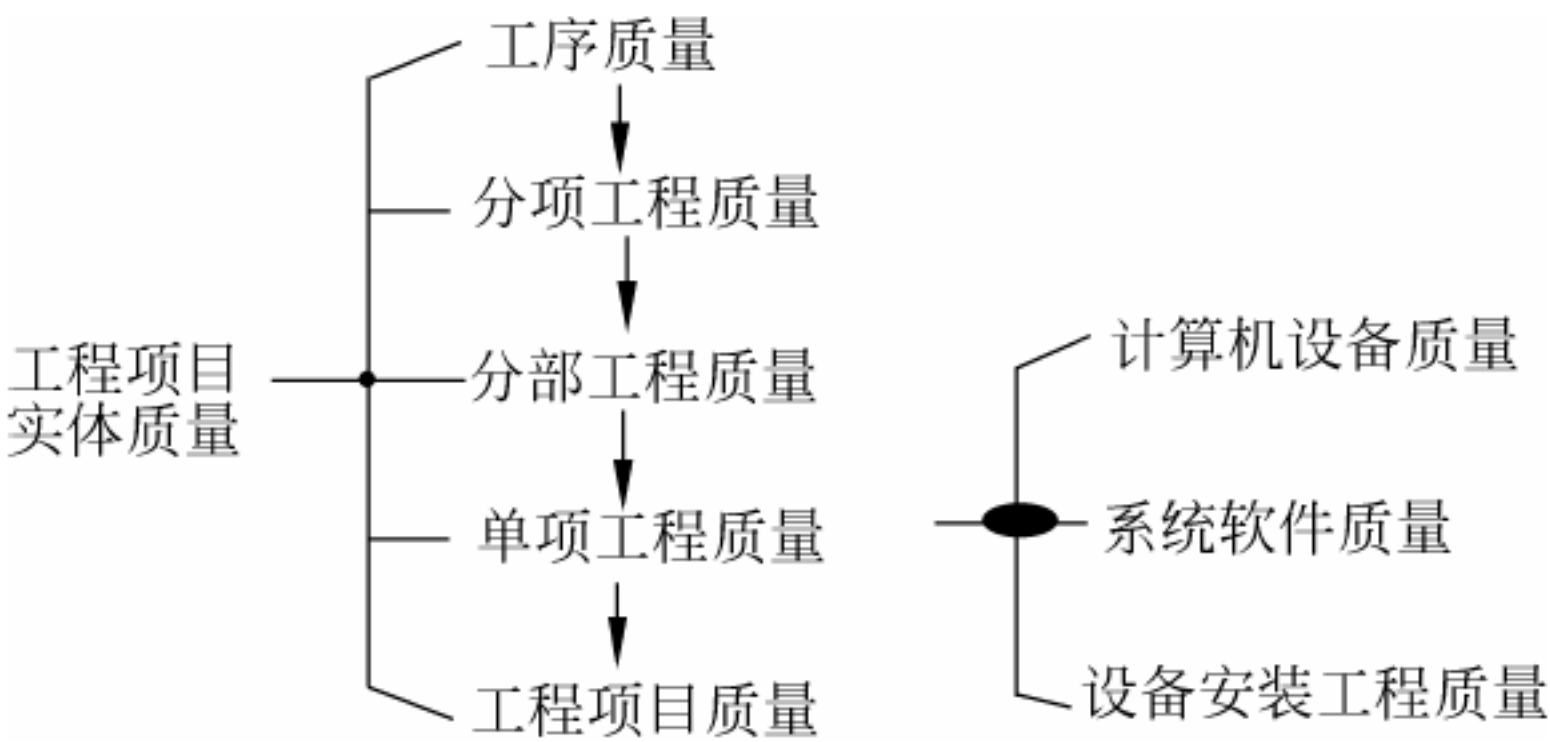 工程项目
实体质量
工序质量
分项工程质量
分部工程质量
单项工程质量
工程项目质量
计算机设备质量
系统软件质量
设备安装工程质量